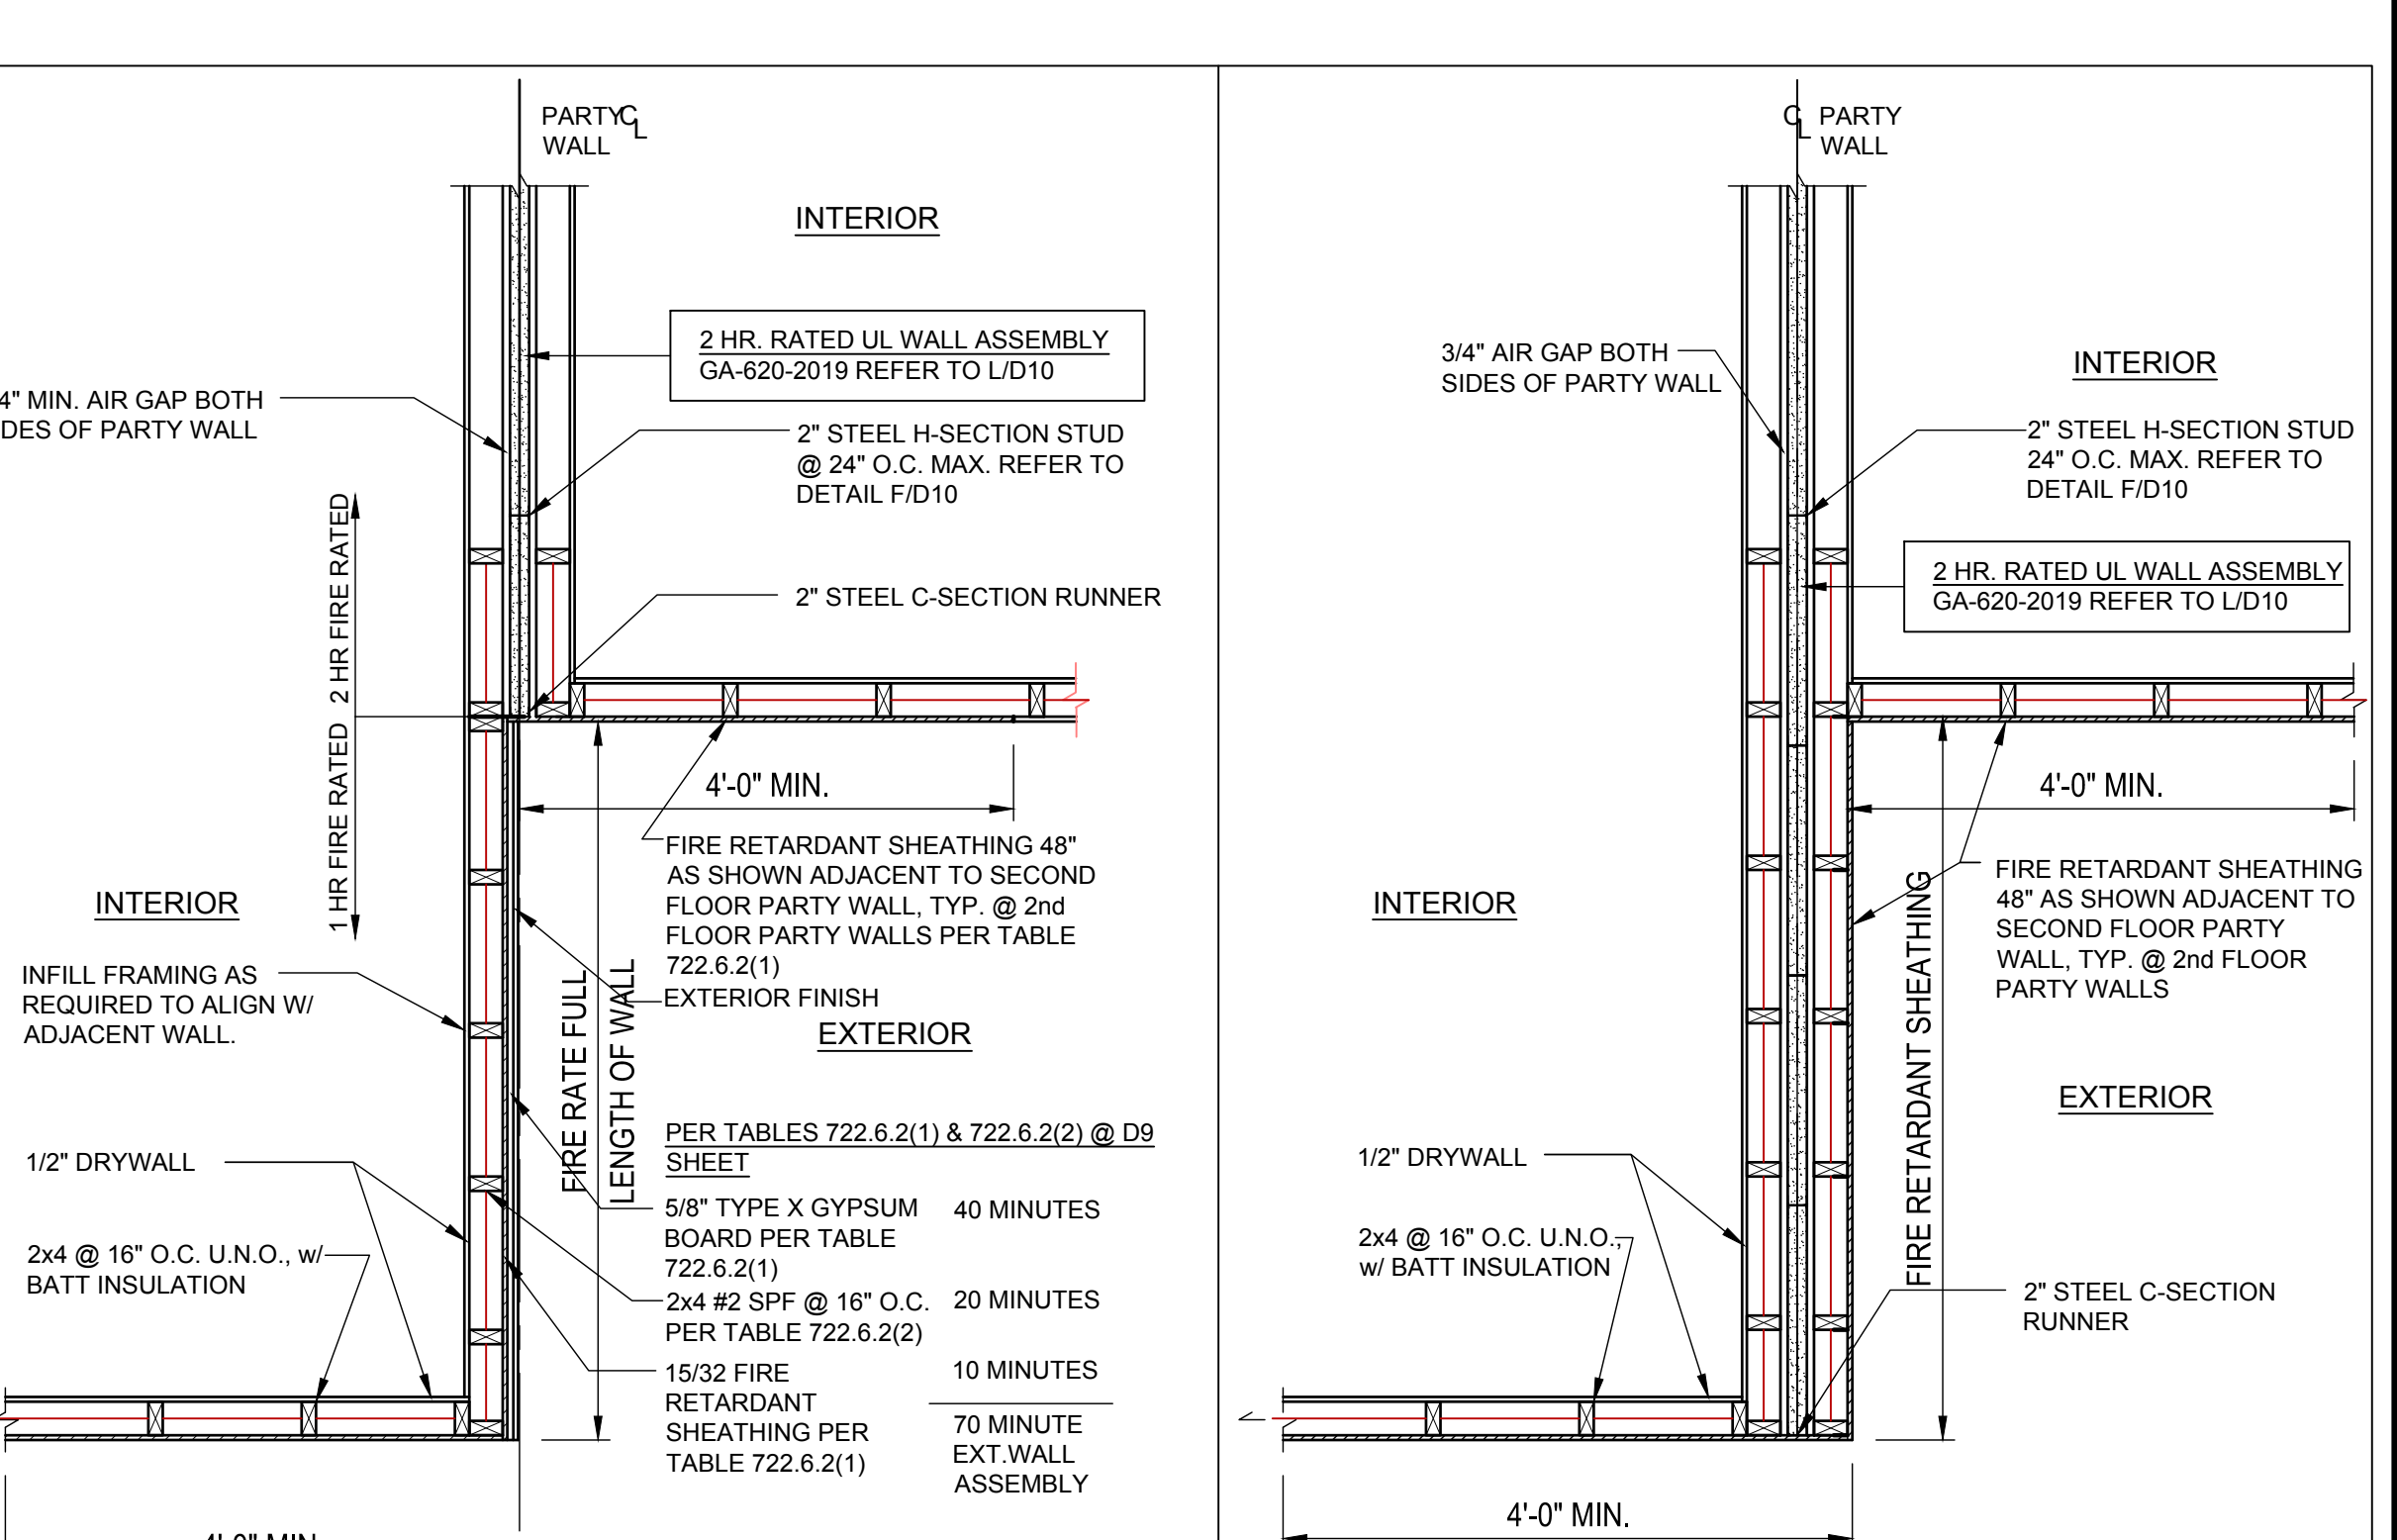 PARTY CL
WALL
INTERIOR
2 HR. RATED UL WALL ASSEMBLY
GA-620-2019 REFER TO L/D10
4" MIN. AIR GAP BOTH
DES OF PARTY WALL
2" STEEL H-SECTION STUD
@ 24" O.C. MAX. REFER TO
DETAIL F/D10
2" STEEL C-SECTION RUNNER
2 HR FIRE RATED
1 HR FIRE RATED
4'-0" MIN.
FIRE RETARDANT SHEATHING 48"
AS SHOWN ADJACENT TO SECOND
FLOOR PARTY WALL, TYP. @ 2nd
FLOOR PARTY WALLS PER TABLE
722.6.2(1)
EXTERIOR FINISH
INTERIOR
INFILL FRAMING AS
REQUIRED TO ALIGN W/
ADJACENT WALL.
EXTERIOR
FIRE RATE FULL
LENGTH OF WALL
PER TABLES 722.6.2(1) & 722.6.2(2) @ D9
SHEET
1/2" DRYWALL
5/8" TYPE X GYPSUM
BOARD PER TABLE
722.6.2(1)
40 MINUTES
2x4 @ 16" O.C. U.N.O., w/
BATT INSULATION
2x4 #2 SPF @ 16" O.C.
PER TABLE 722.6.2(2)
20 MINUTES
15/32 FIRE
RETARDANT
SHEATHING PER
TABLE 722.6.2(1)
10 MINUTES
70 MINUTE
EXT.WALL
ASSEMBLY
4'-0" MIN
CL PARTY
WALL
3/4" AIR GAP BOTH
SIDES OF PARTY WALL
INTERIOR
2" STEEL H-SECTION STUD
24" O.C. MAX. REFER TO
DETAIL F/D10
2 HR. RATED UL WALL ASSEMBLY
GA-620-2019 REFER TO L/D10
4'-0" MIN.
INTERIOR
FIRE RETARDANT SHEATHING
48" AS SHOWN ADJACENT TO
SECOND FLOOR PARTY
WALL, TYP. @ 2nd FLOOR
PARTY WALLS
FIRE RETARDANT SHEATHING
EXTERIOR
1/2" DRYWALL
2x4 @ 16" O.C. U.N.O.,
w/ BATT INSULATION
2" STEEL C-SECTION
RUNNER
4'-0" MIN.